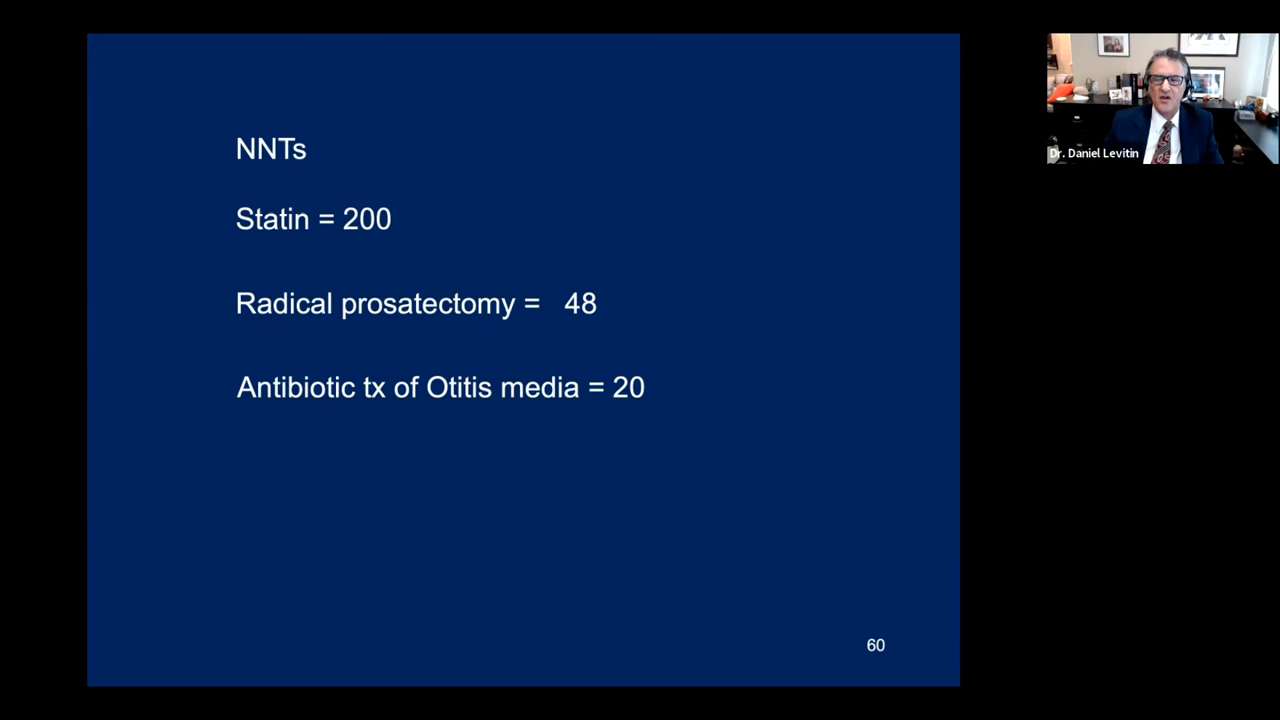 NNTs
Statin = 200
Radical prosatectomy = 48
Antibiotic tx of Otitis media = 20
60
Dr. Daniel Levitin